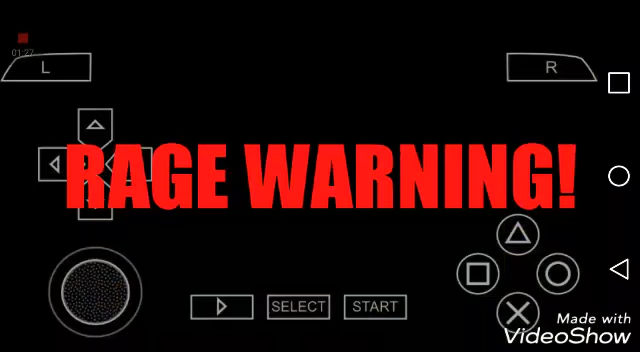 01:27
L
R
RAGE WARNING!
SELECT
START
Made with
VideoShow